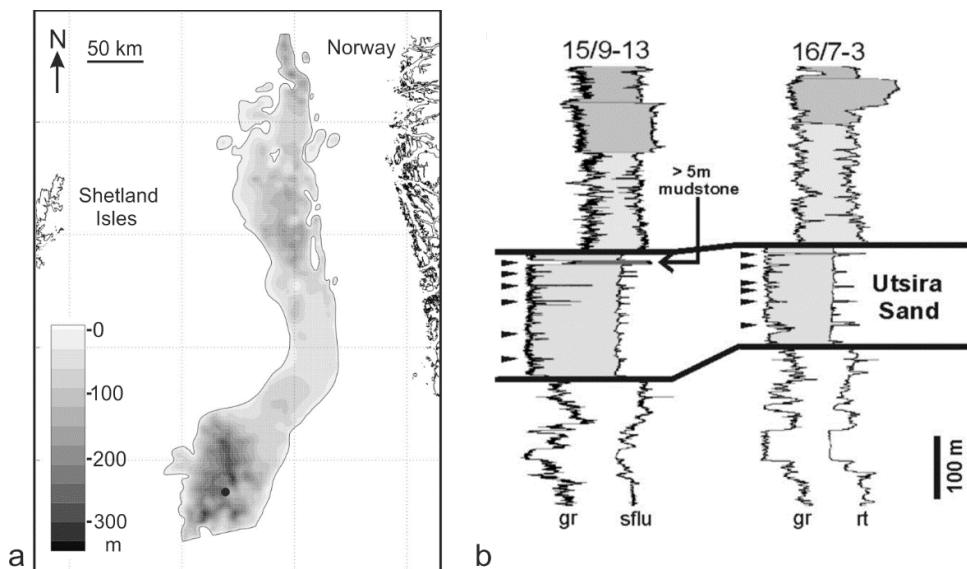 N
50 km
Norway
Shetland
Isles
0
100
200
300
m
a
15/9-13
16/7-3
> 5m
mudstone
Utsira
Sand
100 m
gr
sflu
gr
rt
b